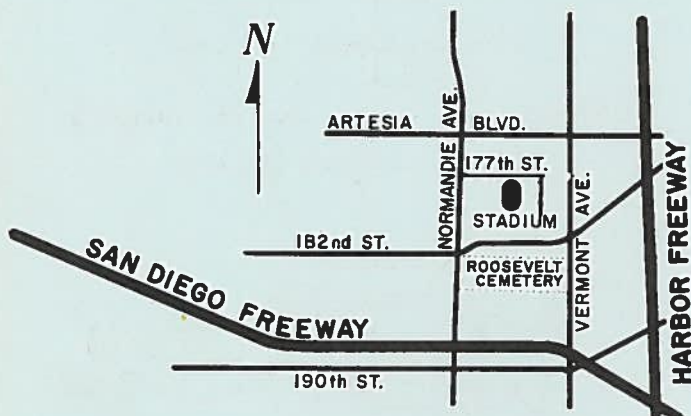 N
ARTESIA BLVD.
NORMANDIE AVE.
177th ST.
STADIUM
VERMONT AVE.
HARBOR FREEWAY
182nd ST.
ROOSEVELT
CEMETERY
SAN DIEGO FREEWAY
190th ST.